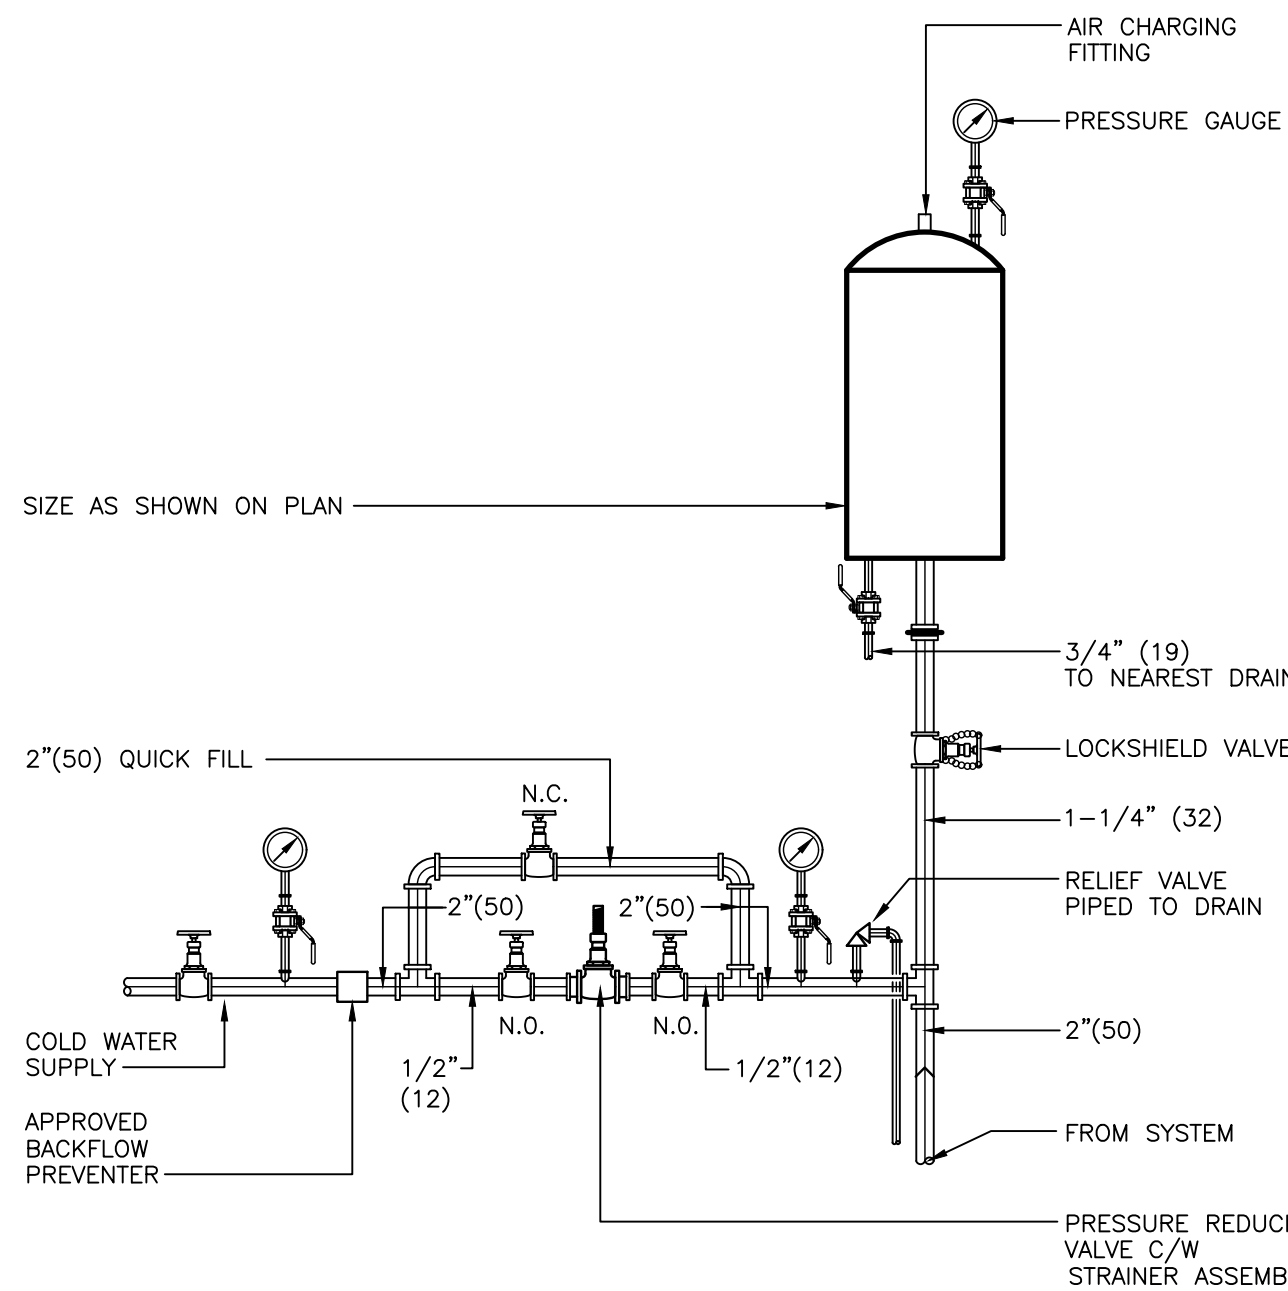 AIR CHARGING
FITTING
PRESSURE GAUGE
SIZE AS SHOWN ON PLAN
3/4” (19)
TO NEAREST DRAIN
2”(50) QUICK FILL
LOCKSHIELD VALVE
N.C.
1-1/4” (32)
RELIEF VALVE
PIPED TO DRAIN
2”(50)
2”(50)
N.O.
N.O.
2”(50)
COLD WATER
SUPPLY
1/2”
(12)
1/2”(12)
APPROVED
BACKFLOW
PREVENTER
FROM SYSTEM
PRESSURE
VALVE C/W
STRAINER